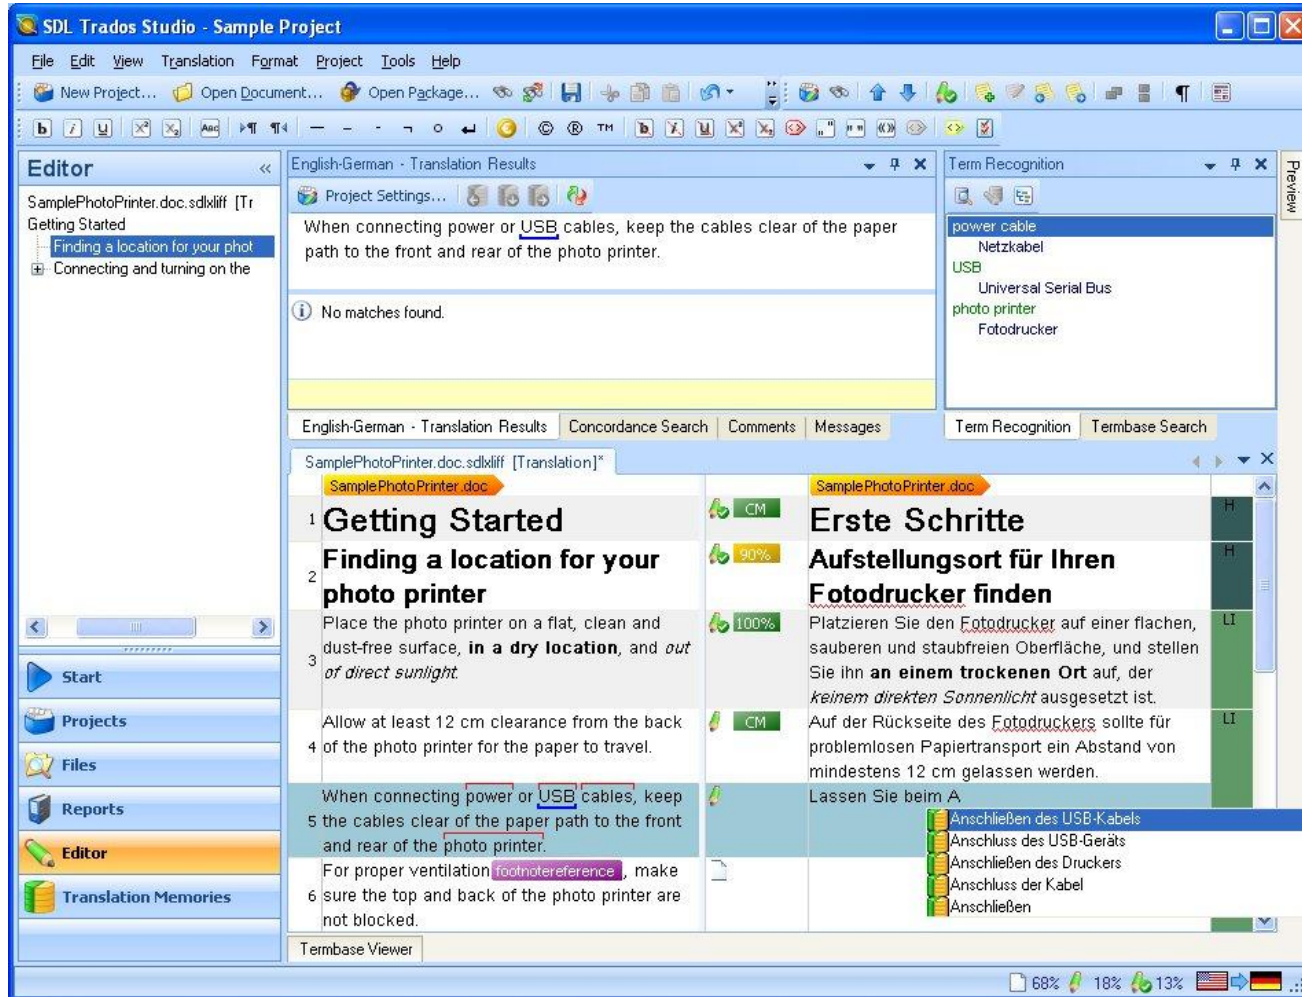 SDL Trados Studio - Sample Project
File Edit View Translation Format Project Tools Help
New Project... Open Document... Open Package...
b i U X² X₂ ABC © ® TM b i U X² X₂
Editor
SamplePhotoPrinter.doc.sdlxliff [Tr
Getting Started
Finding a location for your phot
Connecting and turning on the
Start
Projects
Files
Reports
Editor
Translation Memories
English-German - Translation Results
Project Settings...
When connecting power or USB cables, keep the cables clear of the paper
path to the front and rear of the photo printer.
No matches found.
English-German - Translation Results Concordance Search Comments Messages
Term Recognition
power cable
Netzkabel
USB
Universal Serial Bus
photo printer
Fotodrucker
Term Recognition Termbase Search
Preview
SamplePhotoPrinter.doc.sdlxliff [Translation]*
SamplePhotoPrinter.doc SamplePhotoPrinter.doc
1 Getting Started CM Erste Schritte H
2 Finding a location for your
photo printer
90%
Aufstellungsort für Ihren
Fotodrucker finden
H
3 Place the photo printer on a flat, clean and
dust-free surface, in a dry location, and out
of direct sunlight.
100%
Platzieren Sie den Fotodrucker auf einer flachen,
sauberen und staubfreien Oberfläche, und stellen
Sie ihn an einem trockenen Ort auf, der
keinem direkten Sonnenlicht ausgesetzt ist.
LI
4 Allow at least 12 cm clearance from the back
of the photo printer for the paper to travel.
CM
Auf der Rückseite des Fotodruckers sollte für
problemlosen Papiertransport ein Abstand von
mindestens 12 cm gelassen werden.
LI
5 When connecting power or USB cables, keep
the cables clear of the paper path to the front
and rear of the photo printer.
Lassen Sie beim A
Anschließen des USB-Kabels
Anschluss des USB-Geräts
Anschließen des Druckers
Anschluss der Kabel
Anschließen
6 For proper ventilation footnotereference , make
sure the top and back of the photo printer are
not blocked.
Termbase Viewer
68% 18% 13%